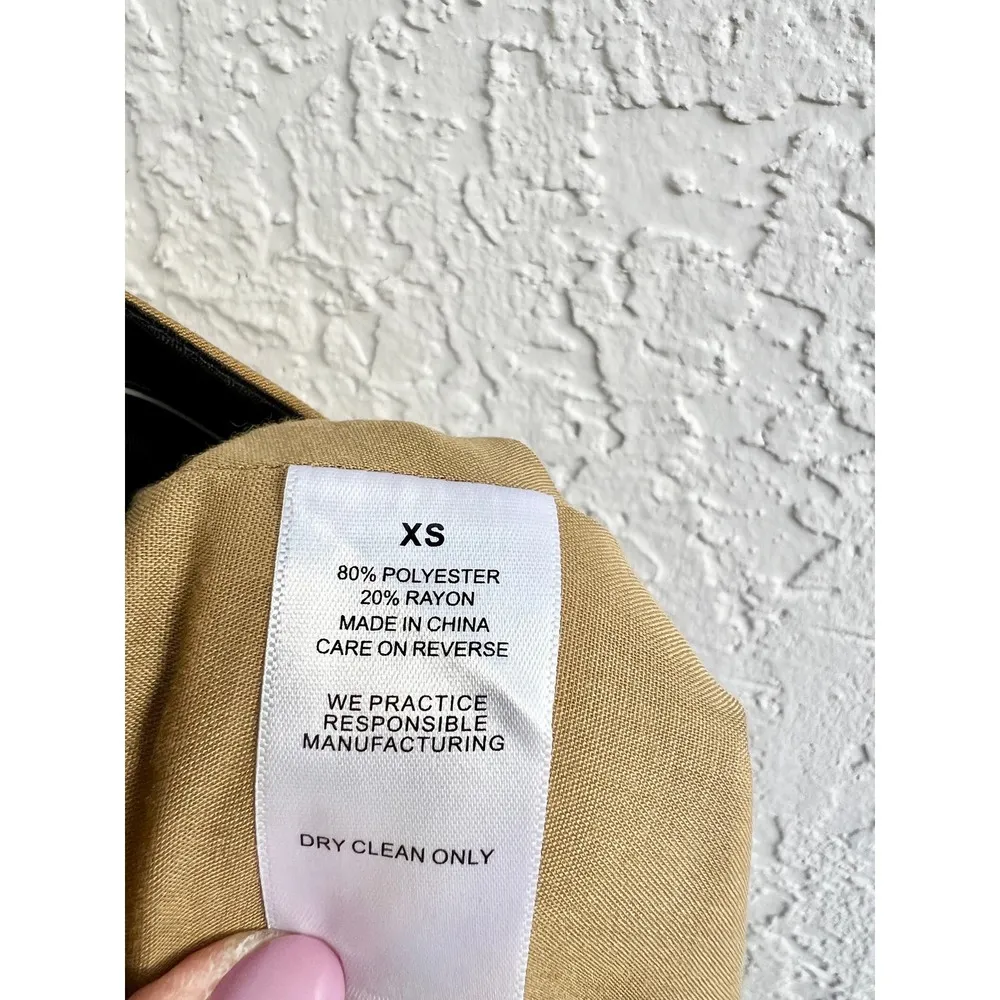 XS
80% POLYESTER
20% RAYON
MADE IN CHINA
CARE ON REVERSE
WE PRACTICE
RESPONSIBLE
MANUFACTURING
DRY CLEAN ONLY